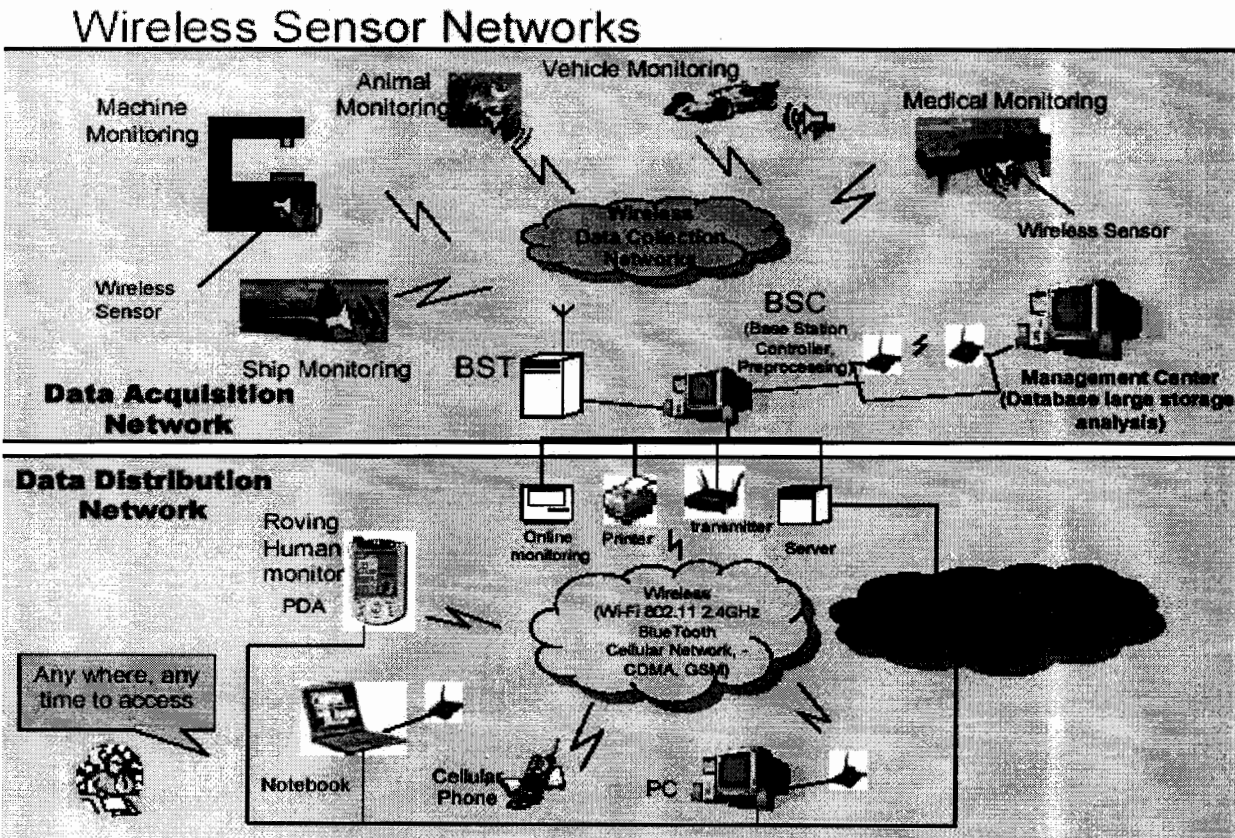 Wireless Sensor Networks
Machine
Monitoring
Animal
Monitoring
Vehicle Monitoring
Medical Monitoring
Wireless
Data Collection
Networks
Wireless Sensor
Wireless
Sensor
Ship Monitoring
BST
BSC
(Base Station
Controller,
Preprocessing)
Management Center
(Database large storage
analysis)
Data Acquisition
Network
Data Distribution
Network
Roving
Human
monitor
PDA
Online
monitoring
Printer
transmitter
Server
Wireless
(Wi-Fi 802.11 2.4GHz
BlueTooth
Cellular Network, -
CDMA, GSM)
Any where, any
time to access
Notebook
Cellular
Phone
PC